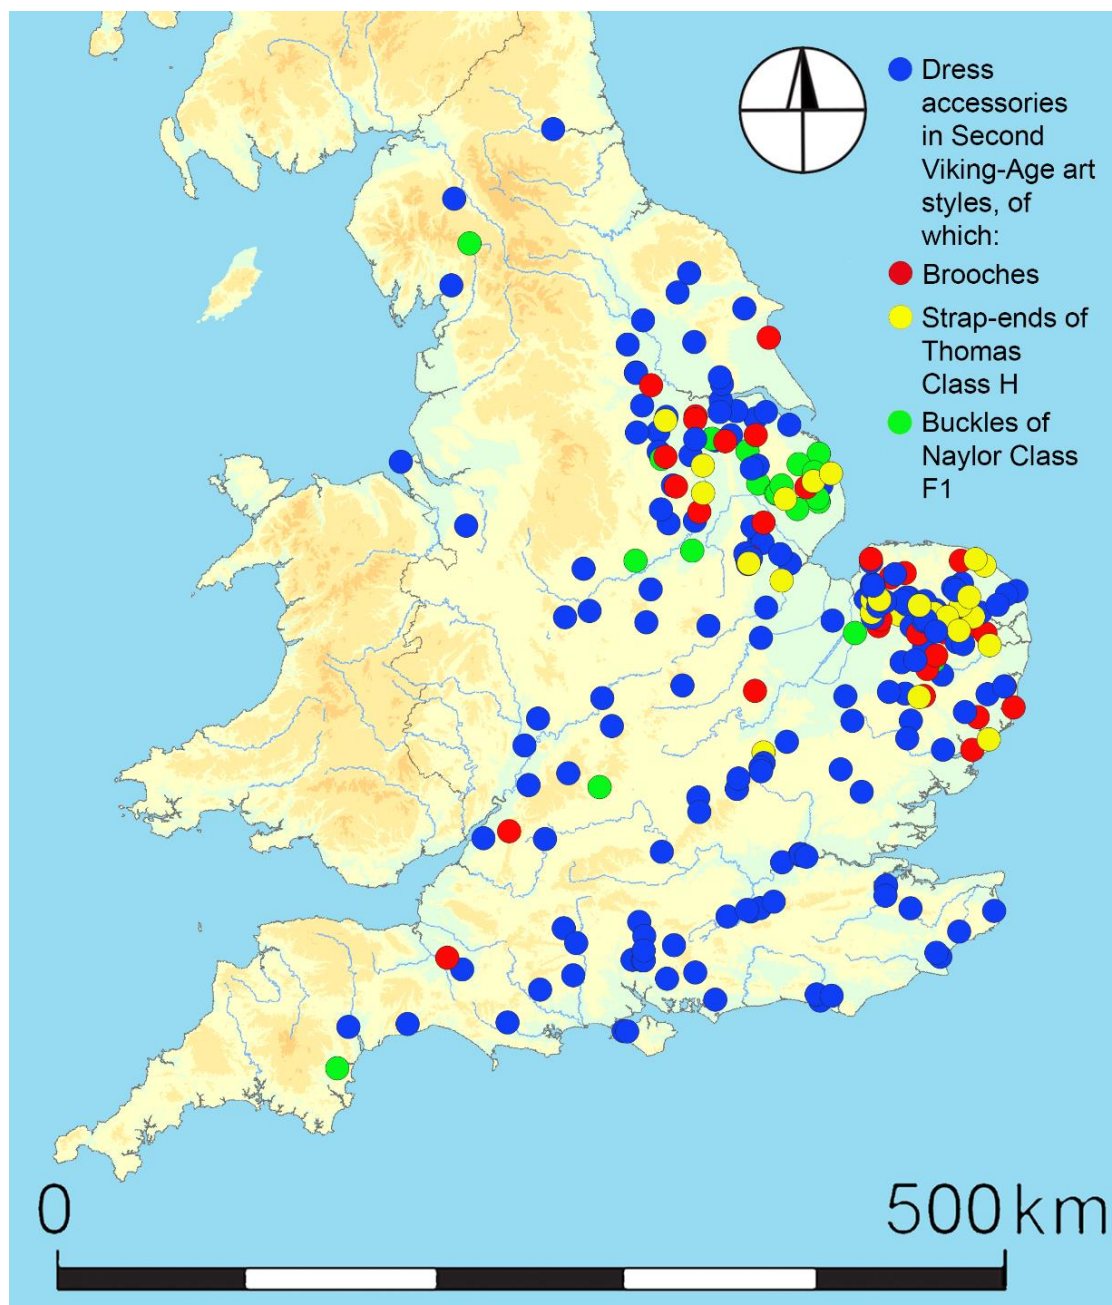 Dress
accessories
in Second
Viking-Age art
styles, of
which:
Brooches
Strap-ends of
Thomas
Class H
Buckles of
Naylor Class
F1
0
500 km